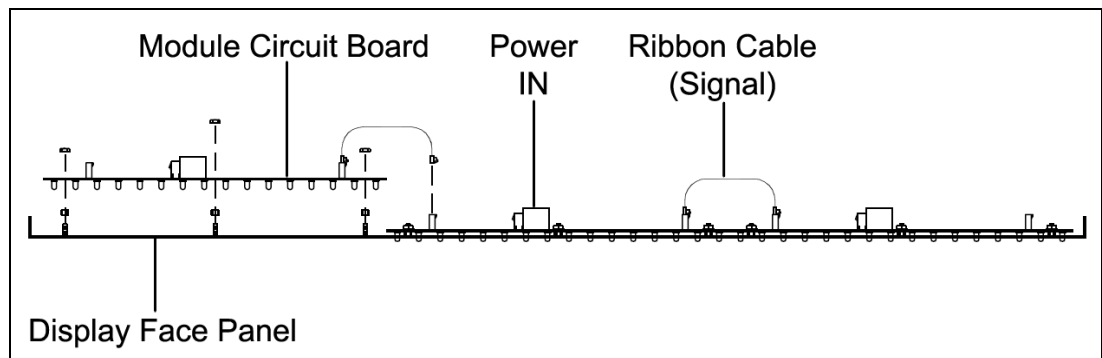 Module Circuit Board
Power
IN
Ribbon Cable
(Signal)
Display Face Panel